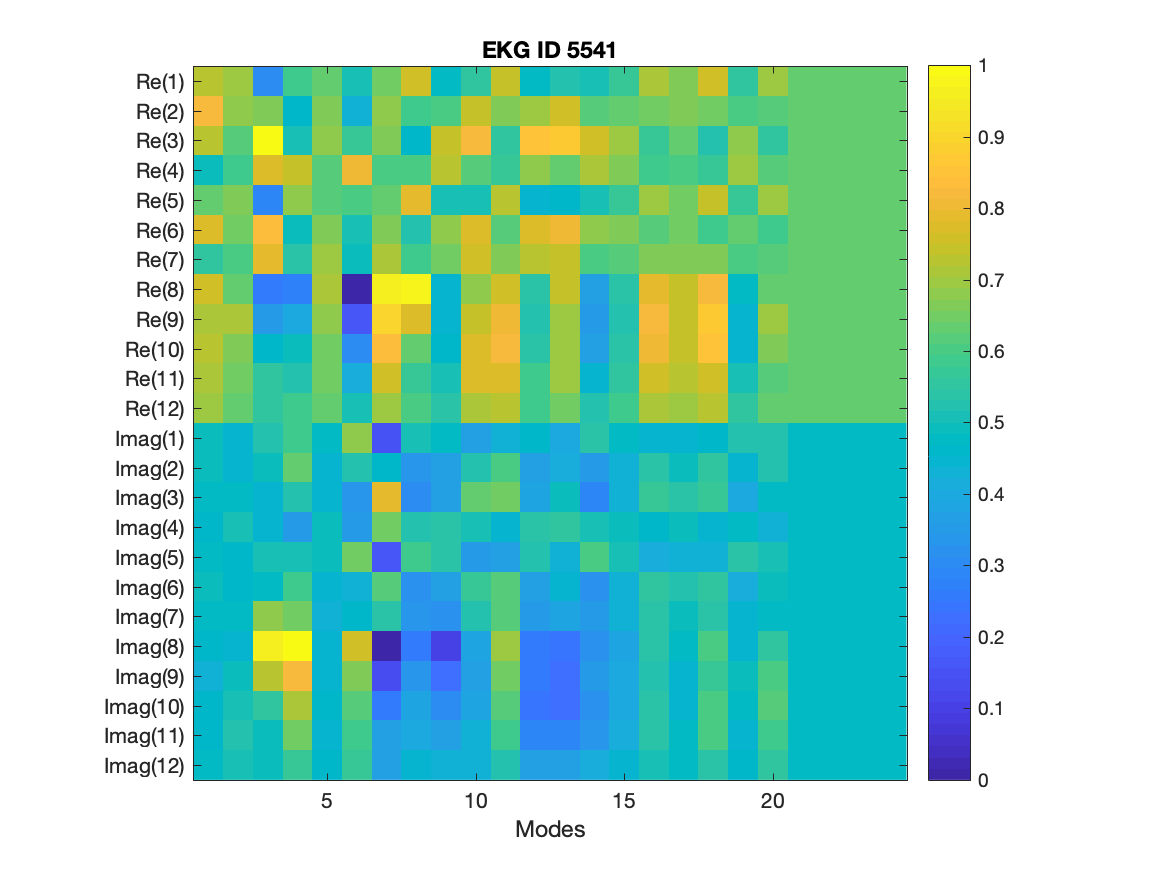 EKG ID 5541
Re(1)
Re(2)
Re(3)
Re(4)
Re(5)
Re(6)
Re(7)
Re(8)
Re(9)
Re(10)
Re(11)
Re(12)
Imag(1)
Imag(2)
Imag(3)
Imag(4)
Imag(5)
Imag(6)
Imag(7)
Imag(8)
Imag(9)
Imag(10)
Imag(11)
Imag(12)
5 10 15 20
Modes
1
0.9
0.8
0.7
0.6
0.5
0.4
0.3
0.2
0.1
0